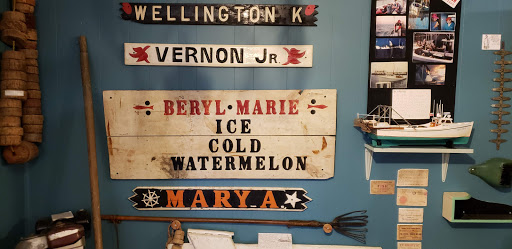 WELLINGTON K
VERNON JR
BERYL·MARIE
ICE
COLD
WATERMELON
MARY A.